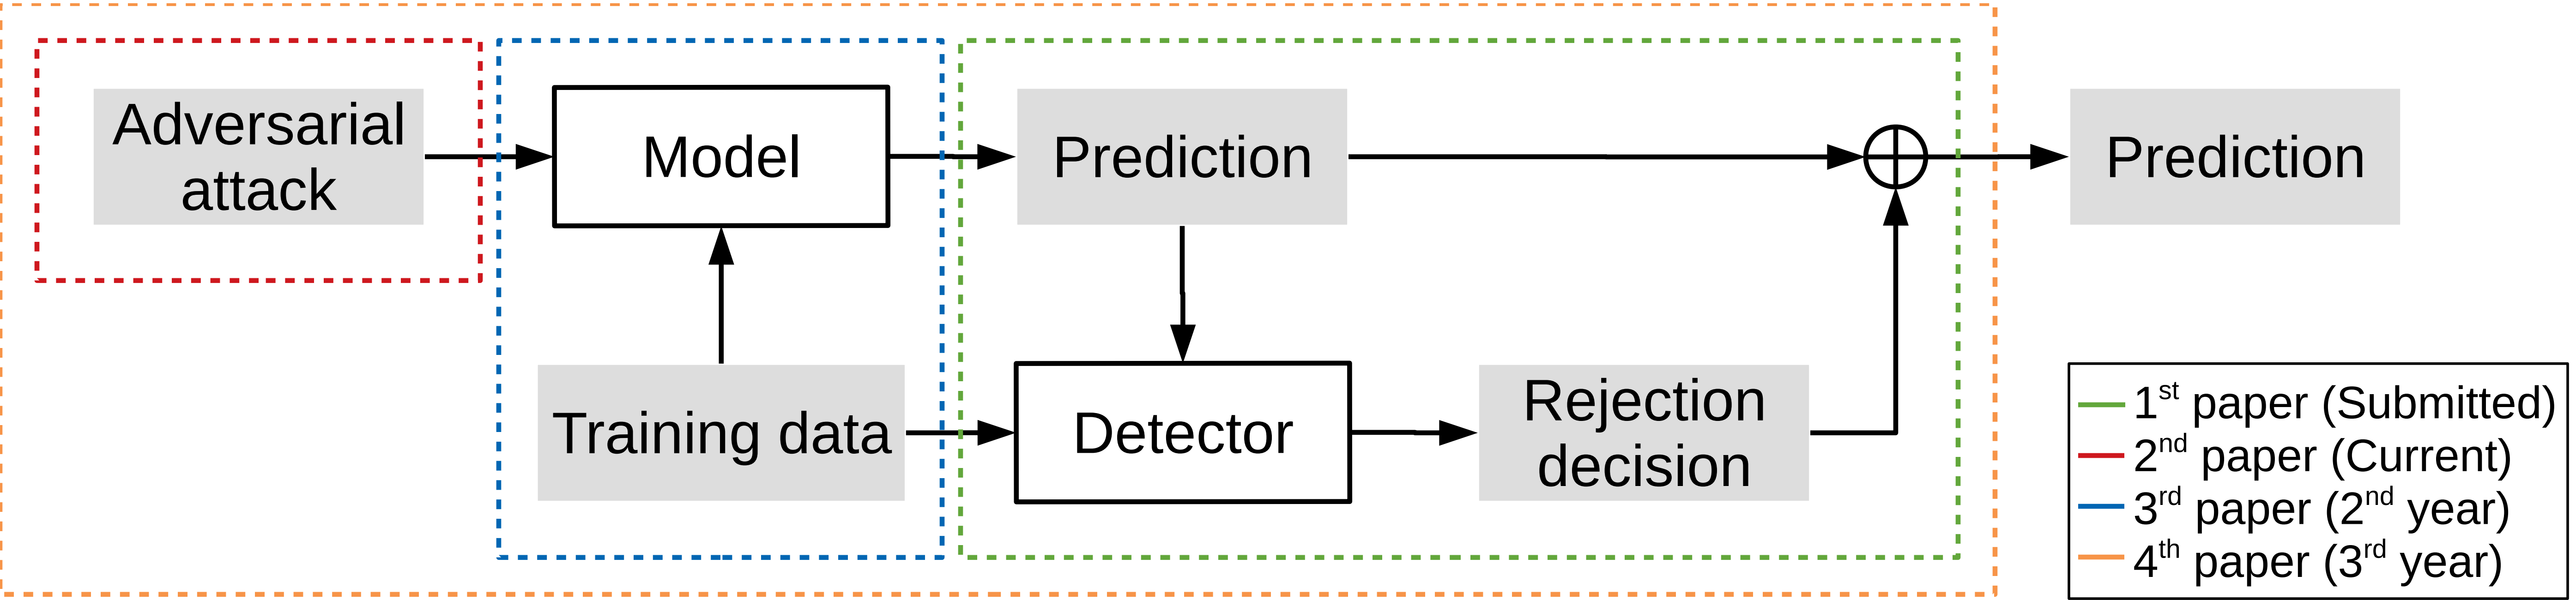 Adversarial
attack
Model
Prediction
Prediction
Training data
Detector
Rejection
decision
1st paper (Submitted)
2nd paper (Current)
3rd paper (2nd year)
4th paper (3rd year)